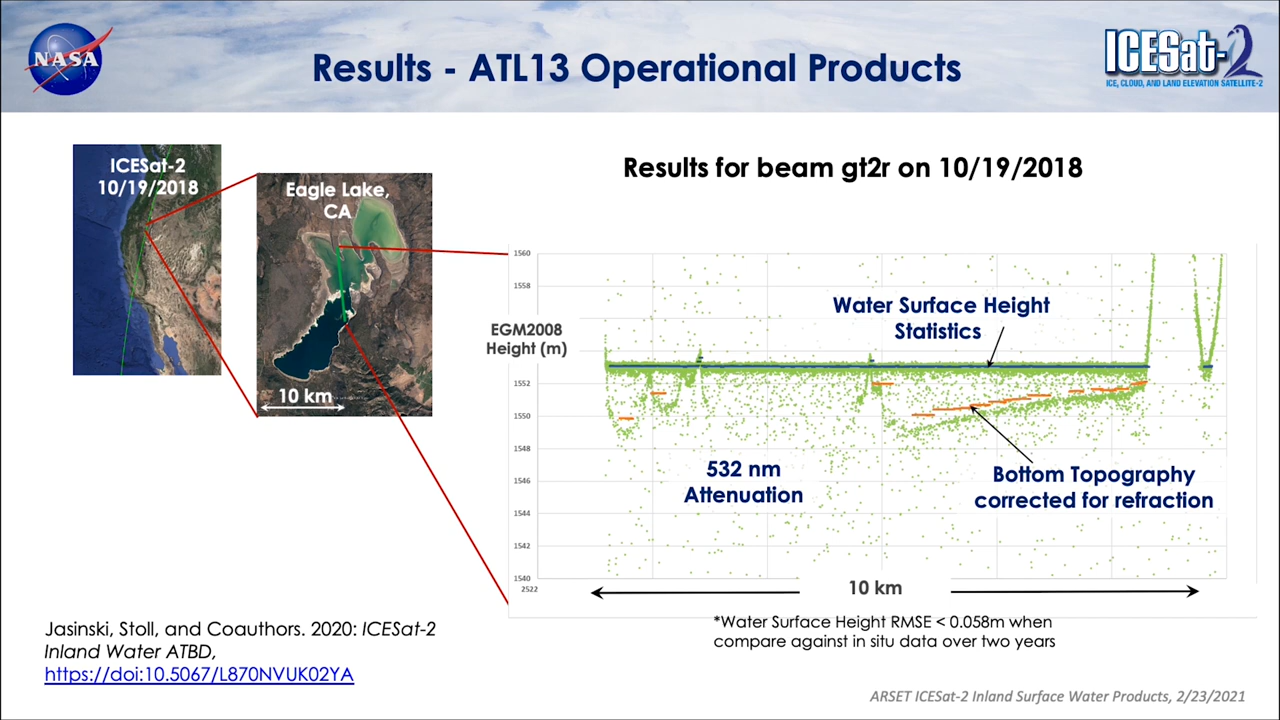 NASA
Results - ATL13 Operational Products
ICESat-2
ICE, CLOUD, AND LAND ELEVATION SATELLITE-2
ICESat-2
10/19/2018
Eagle Lake,
CA
10 km
Results for beam gt2r on 10/19/2018
EGM2008
Height (m)
1560
1558
1552
1550
1548
1546
1544
1542
1540
2522
Water Surface Height
Statistics
532 nm
Attenuation
Bottom Topography
corrected for refraction
10 km
*Water Surface Height RMSE < 0.058m when
compare against in situ data over two years
Jasinski, Stoll, and Coauthors. 2020: ICESat-2
Inland Water ATBD,
https://doi:10.5067/L870NVUK02YA
ARSET ICESat-2 Inland Surface Water Products, 2/23/2021